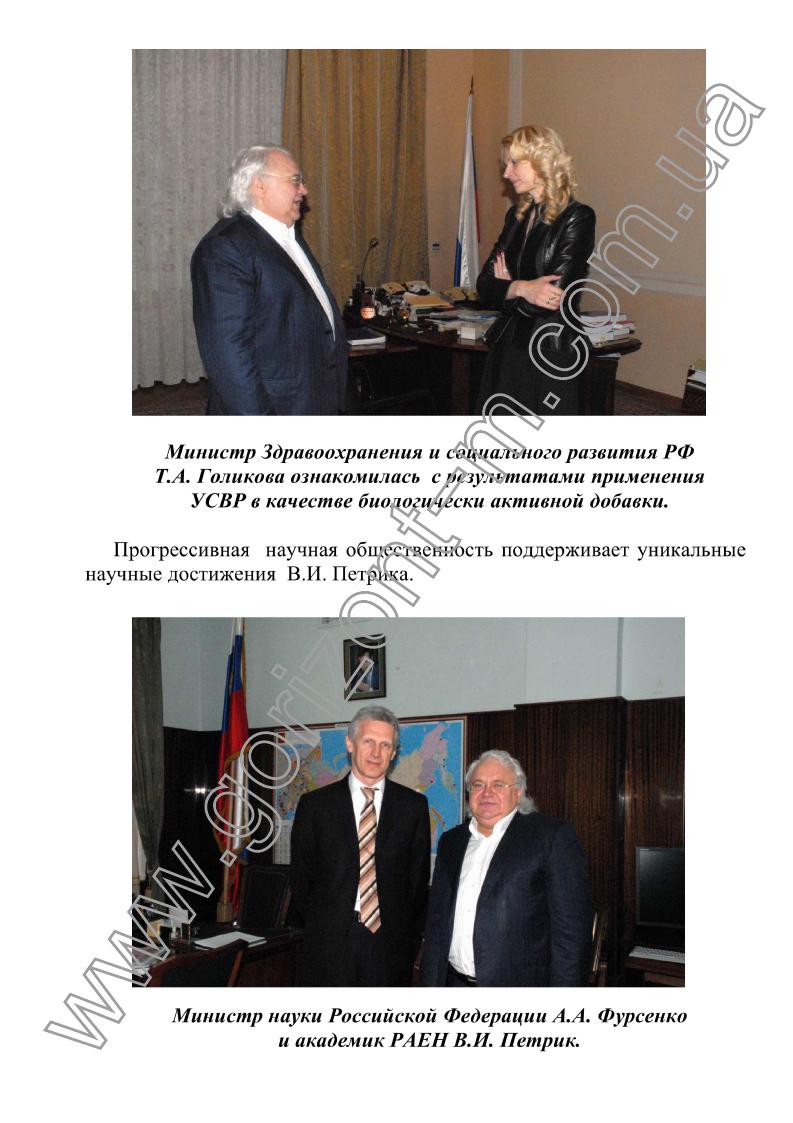 Министр Здравоохранения и социального развития РФ
Т.А. Голикова ознакомилась с результатами применения
УСВР в качестве биологически активной добавки.
Прогрессивная научная общественность поддерживает уникальные
научные достижения В.И. Петрика.
Министр науки Российской Федерации А.А. Фурсенко
и академик РАЕН В.И. Петрик.
www.gorizont-m.com.ua